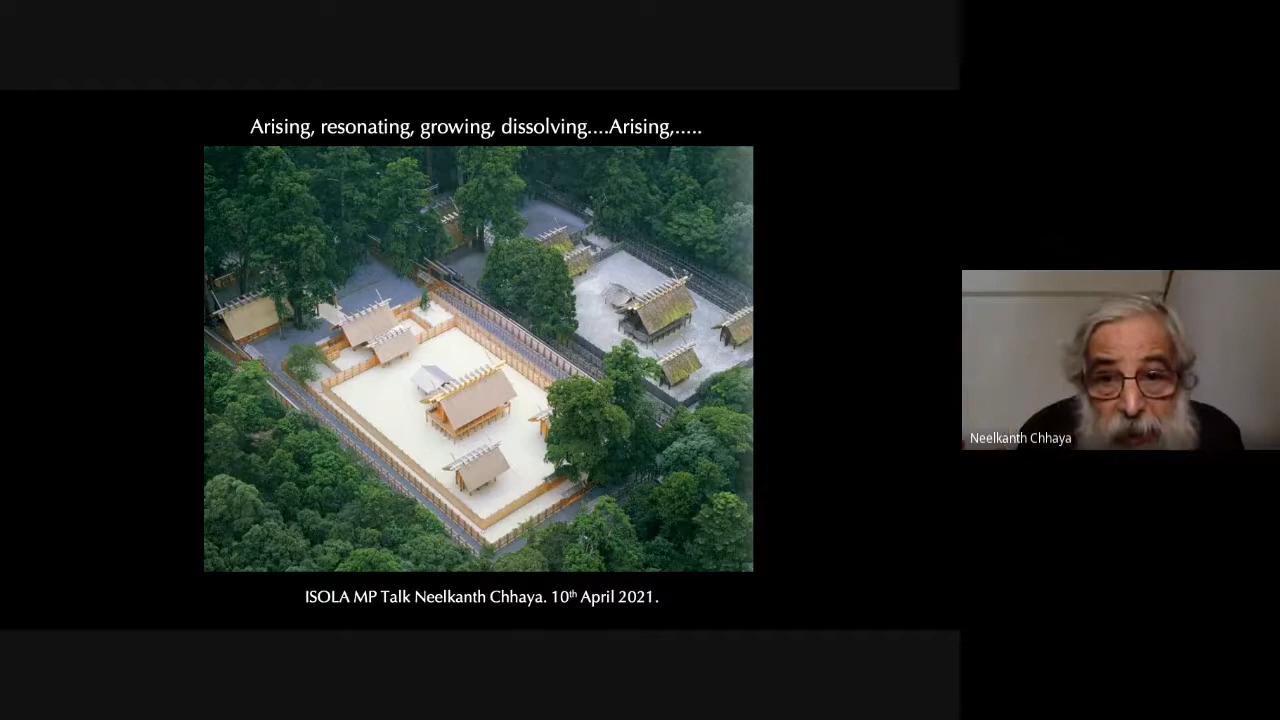 Arising, resonating, growing, dissolving....Arising,.....
ISOLA MP Talk Neelkanth Chhaya. 10th April 2021.
Neelkanth Chhaya